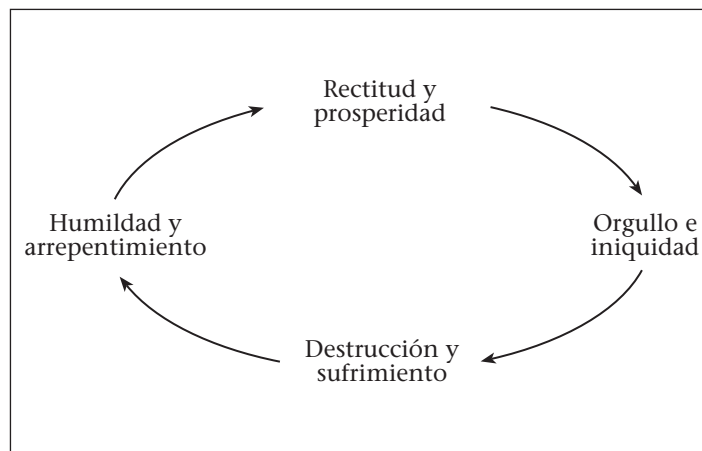 Rectitud y
prosperidad
Orgullo e
iniquidad
Destrucción y
sufrimiento
Humildad y
arrepentimiento